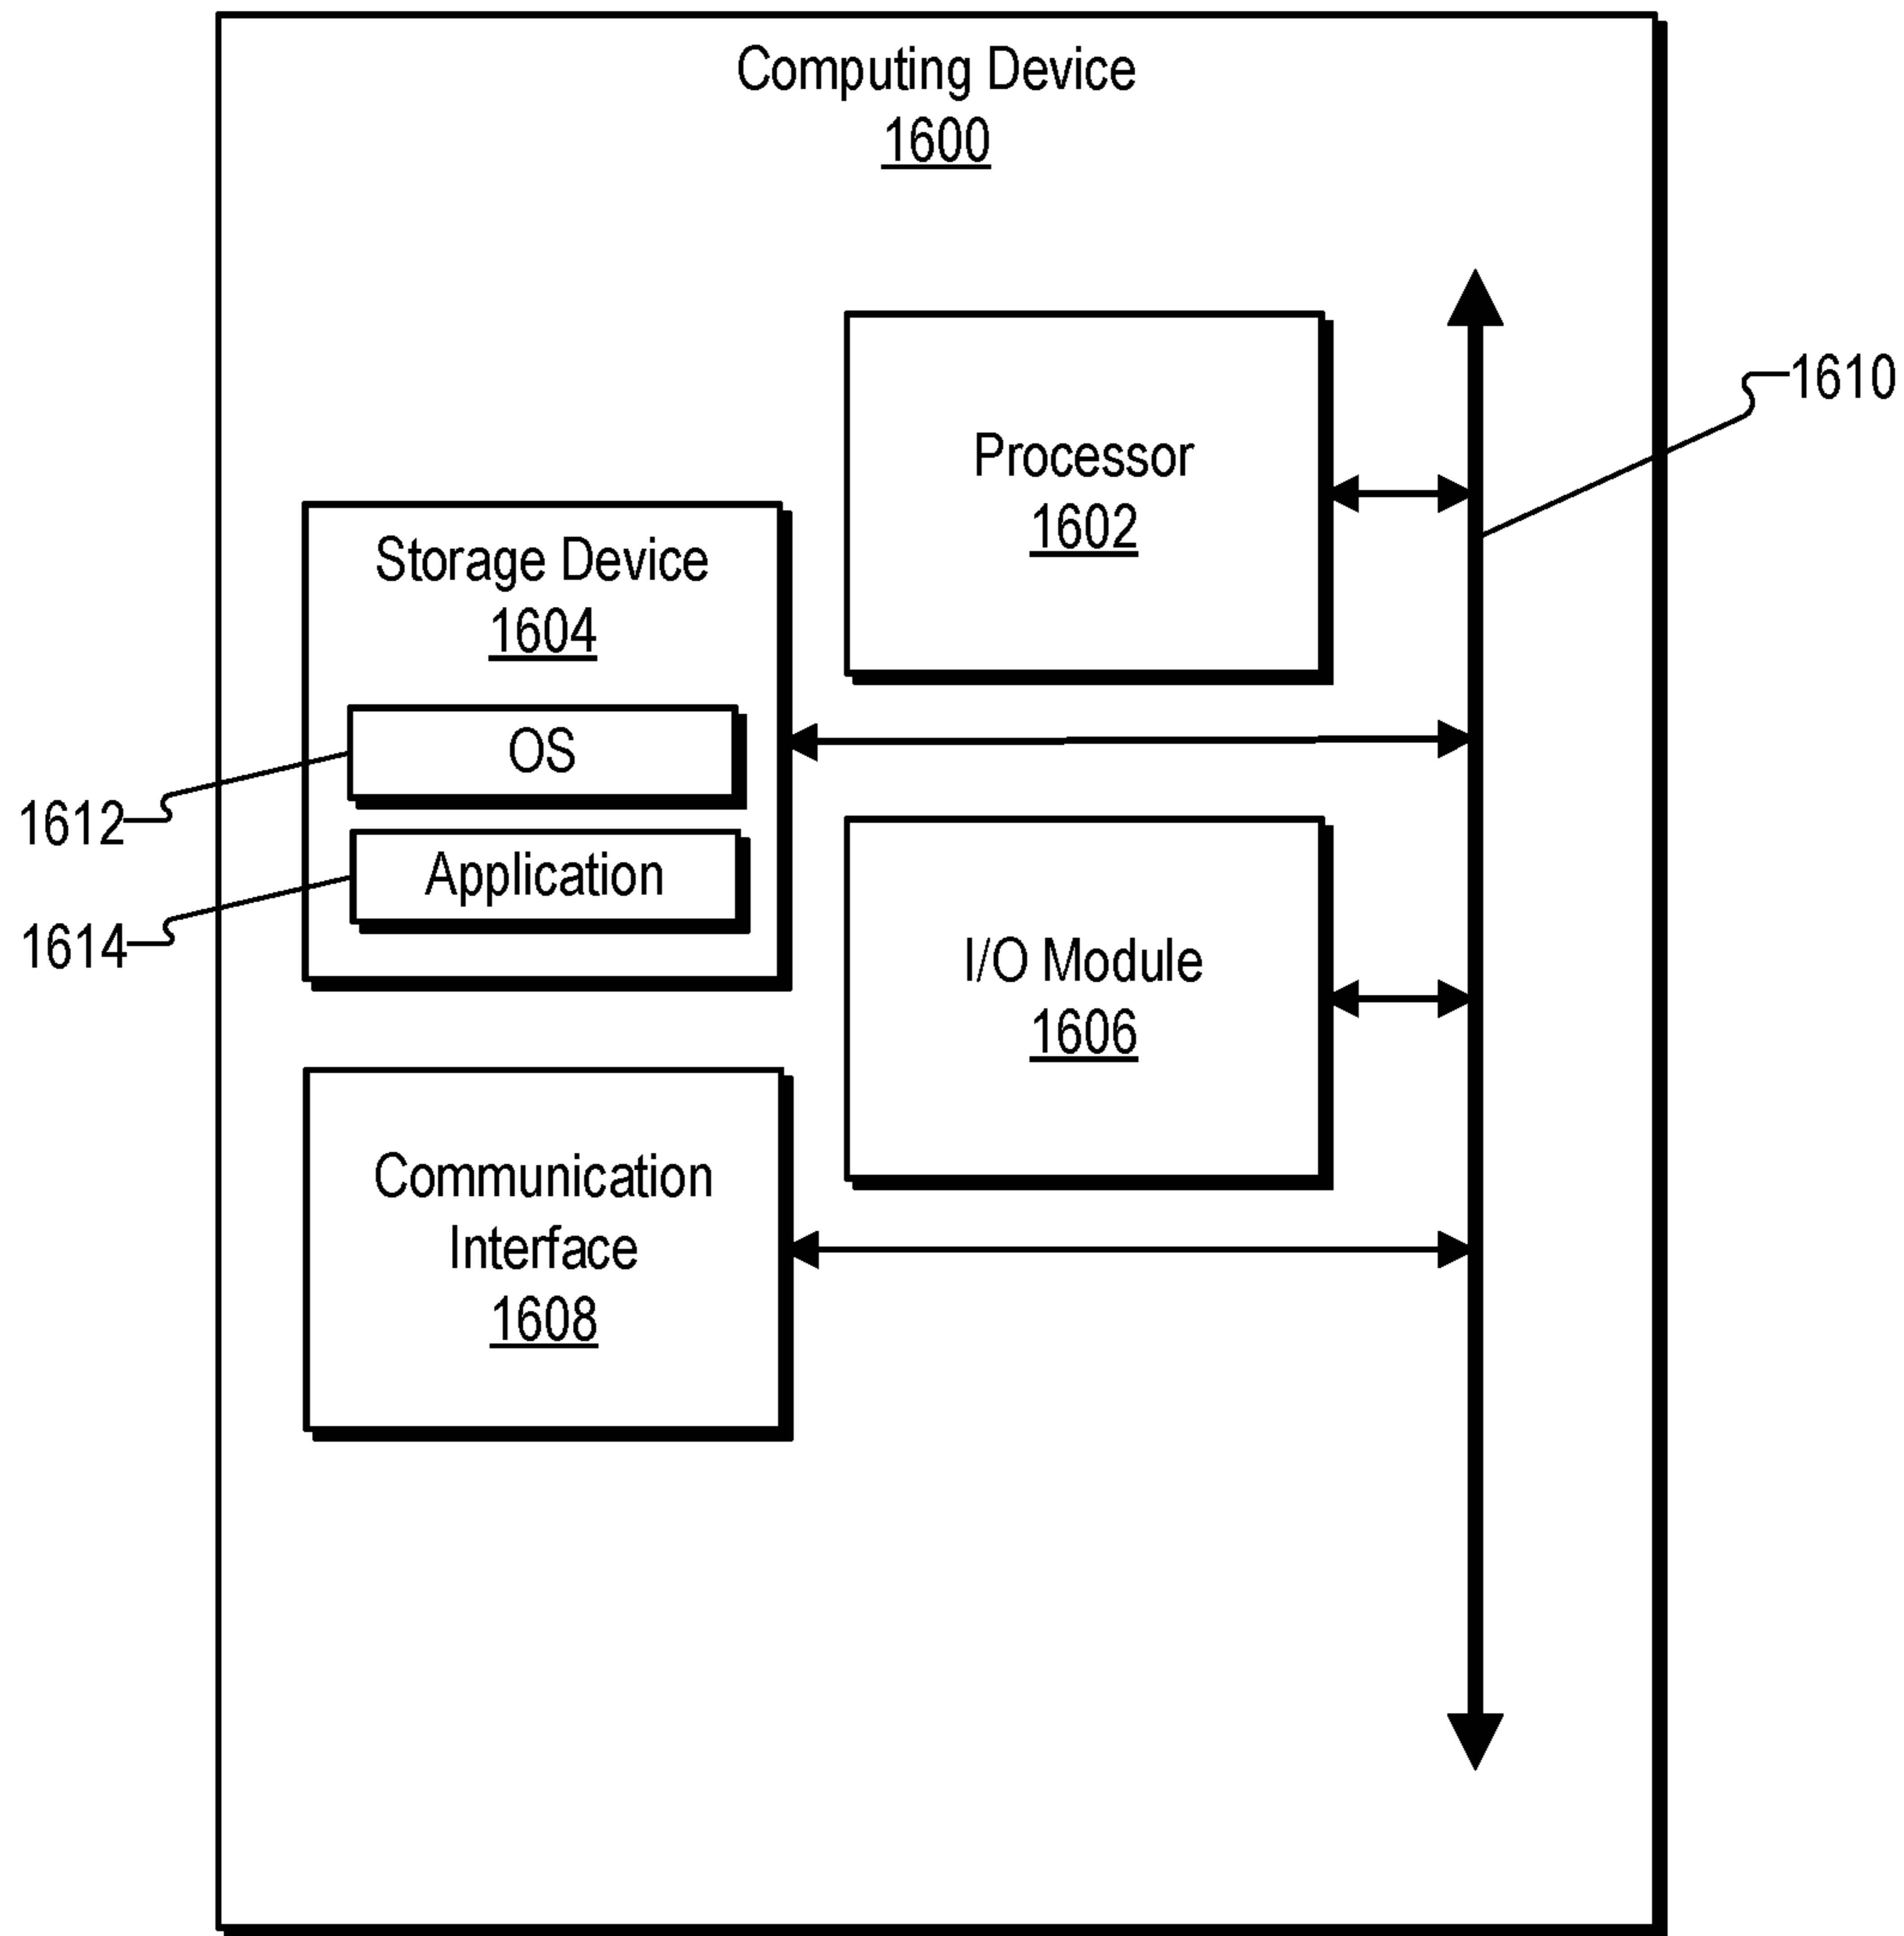 Computing Device
1600
1610
Processor
1602
Storage Device
1604
OS
1612
Application
1614
I/O Module
1606
Communication
Interface
1608